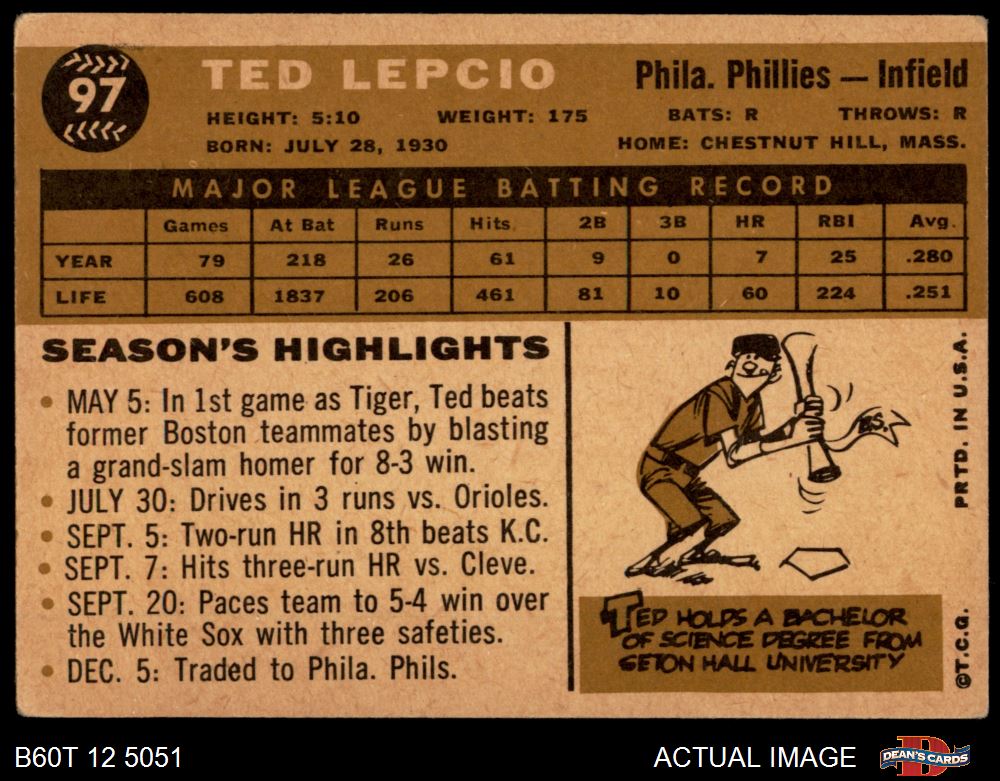 97
TED LEPCIO
Phila. Phillies — Infield
HEIGHT: 5:10 WEIGHT: 175 BATS: R THROWS: R
BORN: JULY 28, 1930 HOME: CHESTNUT HILL, MASS.
MAJOR LEAGUE BATTING RECORD
Games At Bat Runs Hits 2B 3B HR RBI Avg.
YEAR 79 218 26 61 9 0 7 25 .280
LIFE 608 1837 206 461 81 10 60 224 .251
SEASON'S HIGHLIGHTS
• MAY 5: In 1st game as Tiger, Ted beats
former Boston teammates by blasting
a grand-slam homer for 8-3 win.
• JULY 30: Drives in 3 runs vs. Orioles.
• SEPT. 5: Two-run HR in 8th beats K.C.
• SEPT. 7: Hits three-run HR vs. Cleve.
• SEPT. 20: Paces team to 5-4 win over
the White Sox with three safeties.
• DEC. 5: Traded to Phila. Phils.
B.S.
TED HOLDS A BACHELOR
OF SCIENCE DEGREE FROM
SETON HALL UNIVERSITY
©T.C.G. PRTD. IN U.S.A.
B60T 12 5051
ACTUAL IMAGE
D
DEAN'S CARDS